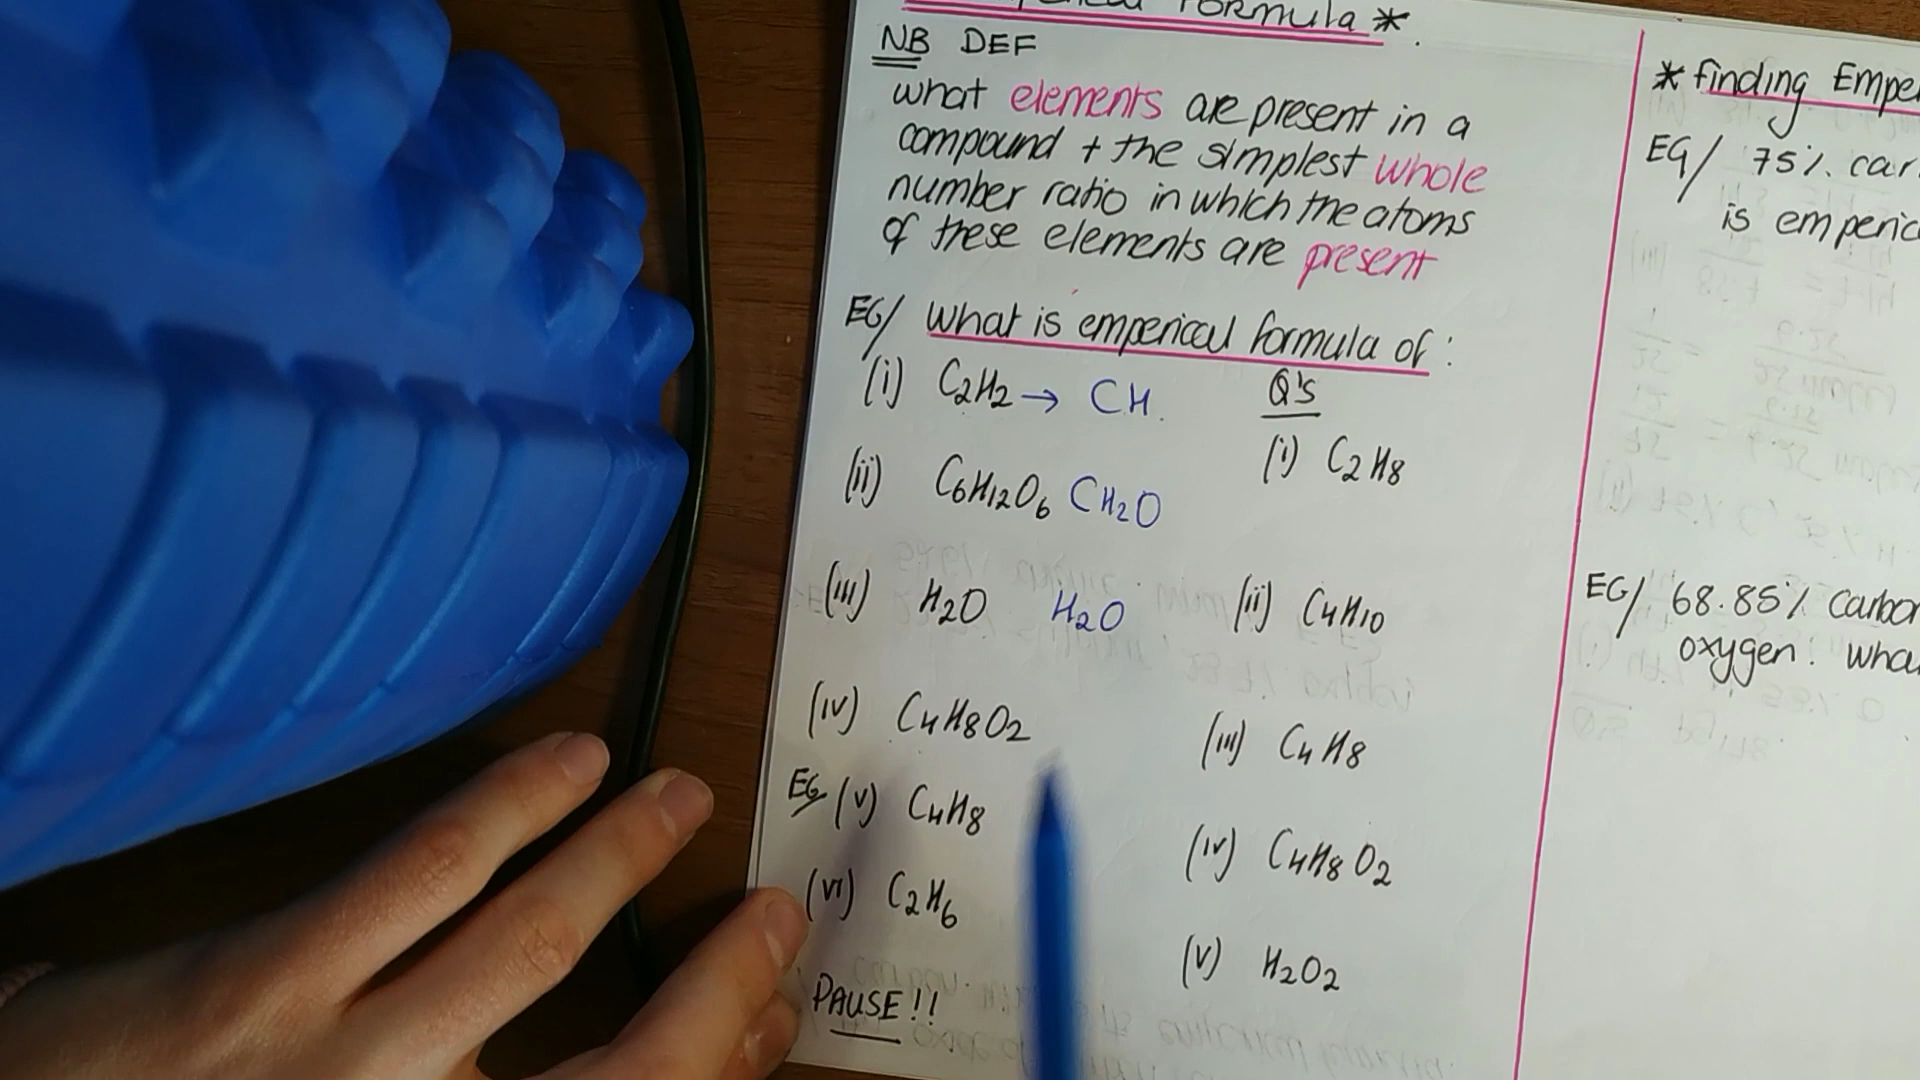 Formula *.
NB DEF
what elements are present in a
compound + the simplest whole
number ratio in which the atoms
of these elements are present
EG/ what is emperical formula of :
(i) C2H2 → CH.
(ii) C6H12O6 CH2O
(iii) H2O H2O
(iv) C4H8O2
EG (v) C4H8
(vi) C2H6
PAUSE!!
Q's
(i) C2H8
(ii) C4H10
(iii) C4H8
(iv) C4H8O2
(v) H2O2
* Finding Empe
EG/ 75% car
is emperic
EG/ 68.85% carbon
oxygen. wha